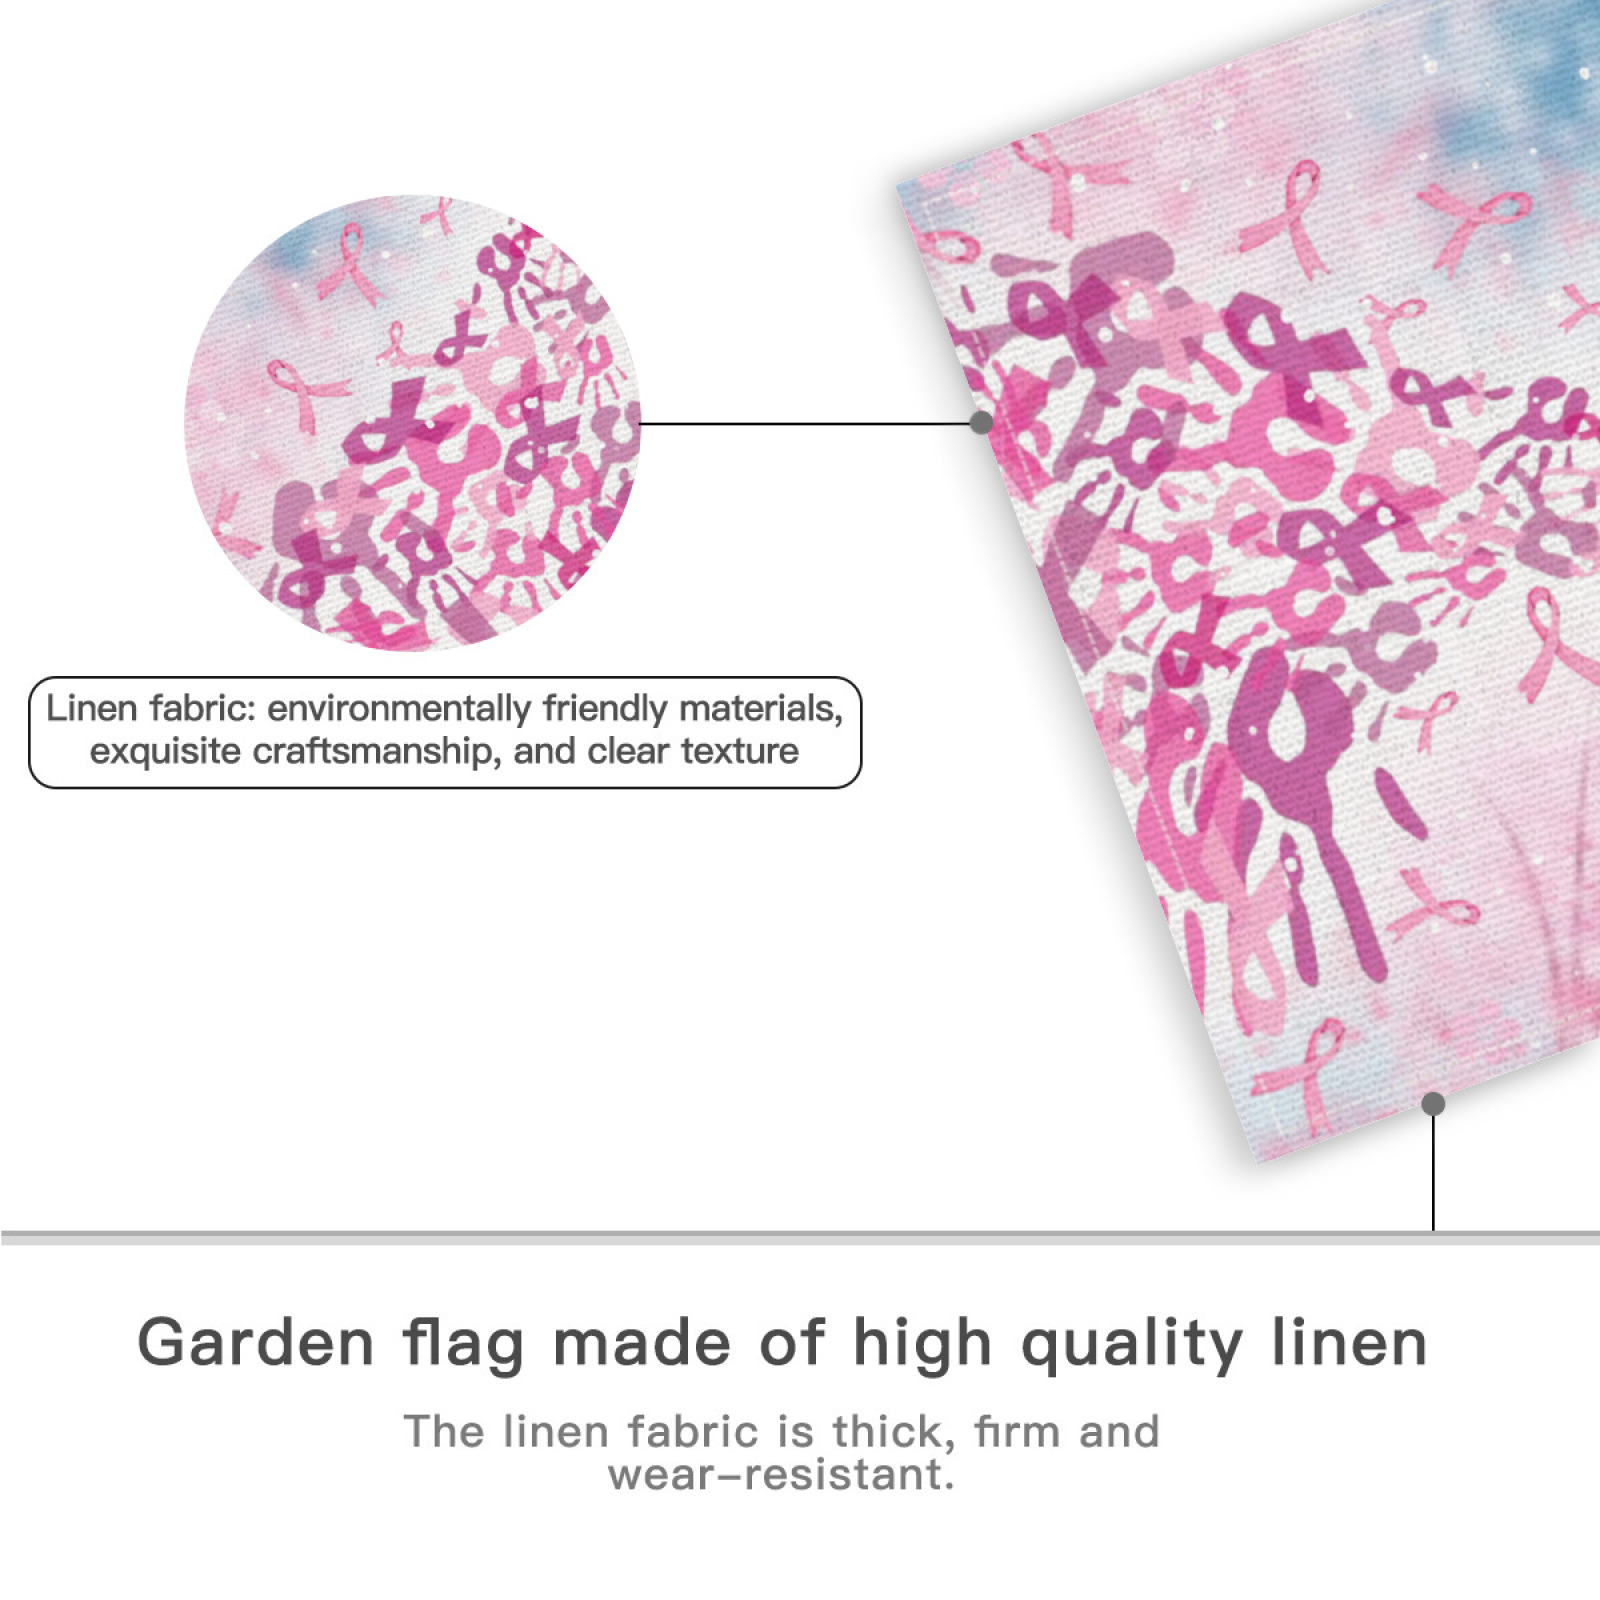 Linen fabric: environmentally friendly materials,
exquisite craftsmanship, and clear texture
Garden flag made of high quality linen
The linen fabric is thick, firm and
wear-resistant.